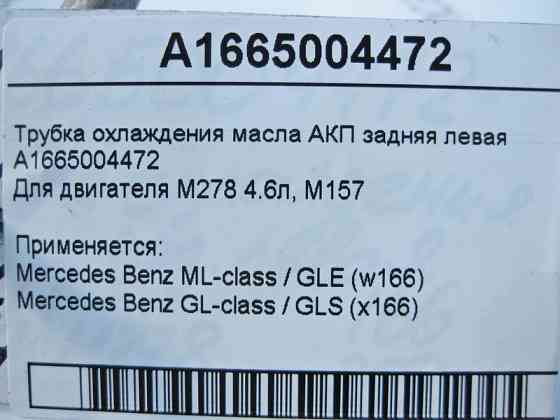 A1665004472
Трубка охлаждения масла АКП задняя левая
A1665004472
Для двигателя M278 4.6л, M157
Применяется:
Mercedes Benz ML-class / GLE (w166)
Mercedes Benz GL-class / GLS (x166)